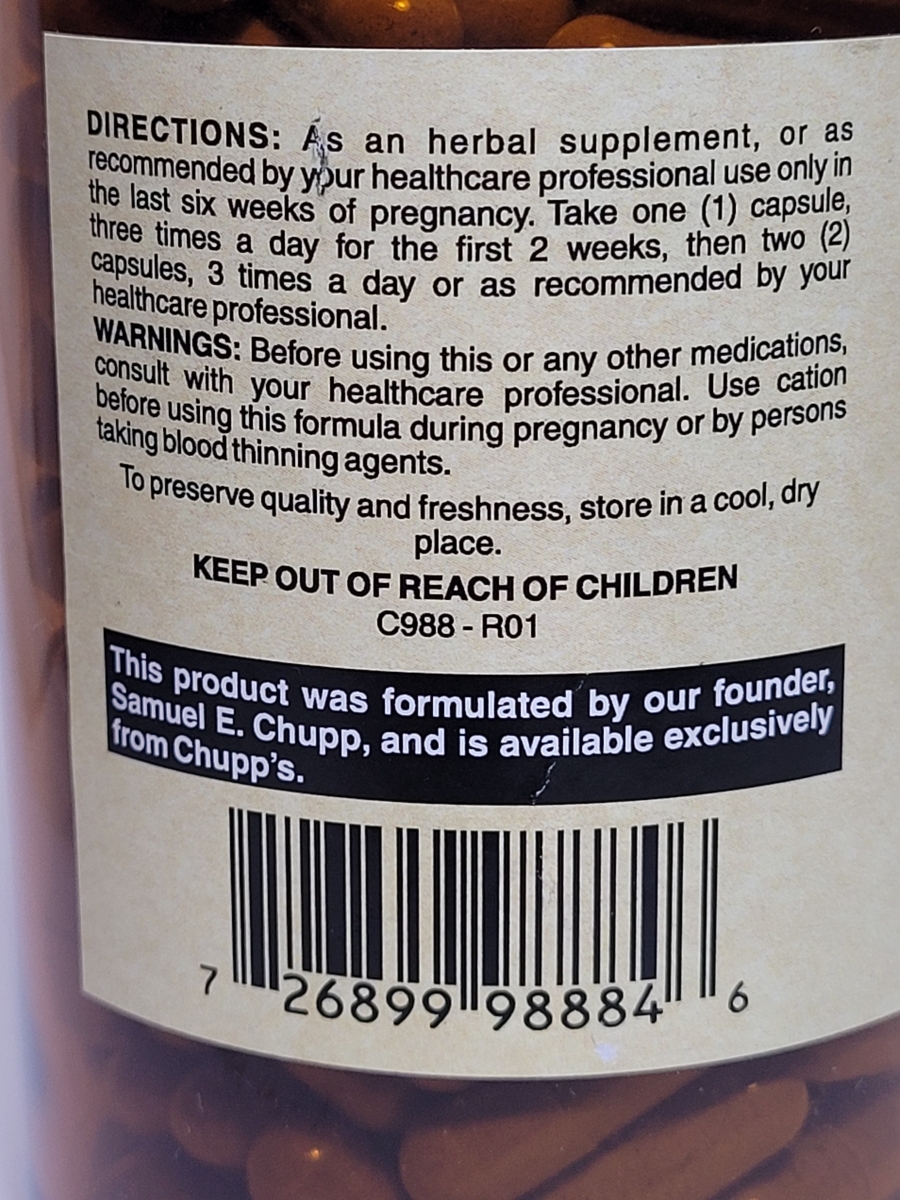 DIRECTIONS: As an herbal supplement, or as
recommended by your healthcare professional use only in
the last six weeks of pregnancy. Take one (1) capsule,
three times a day for the first 2 weeks, then two (2)
capsules, 3 times a day or as recommended by your
healthcare professional.
WARNINGS: Before using this or any other medications,
consult with your healthcare professional. Use cation
before using this formula during pregnancy or by persons
taking blood thinning agents.
To preserve quality and freshness, store in a cool, dry
place.
KEEP OUT OF REACH OF CHILDREN
C988 - R01
This product was formulated by our founder,
Samuel E. Chupp, and is available exclusively
from Chupp's.
7 26899 98884 6